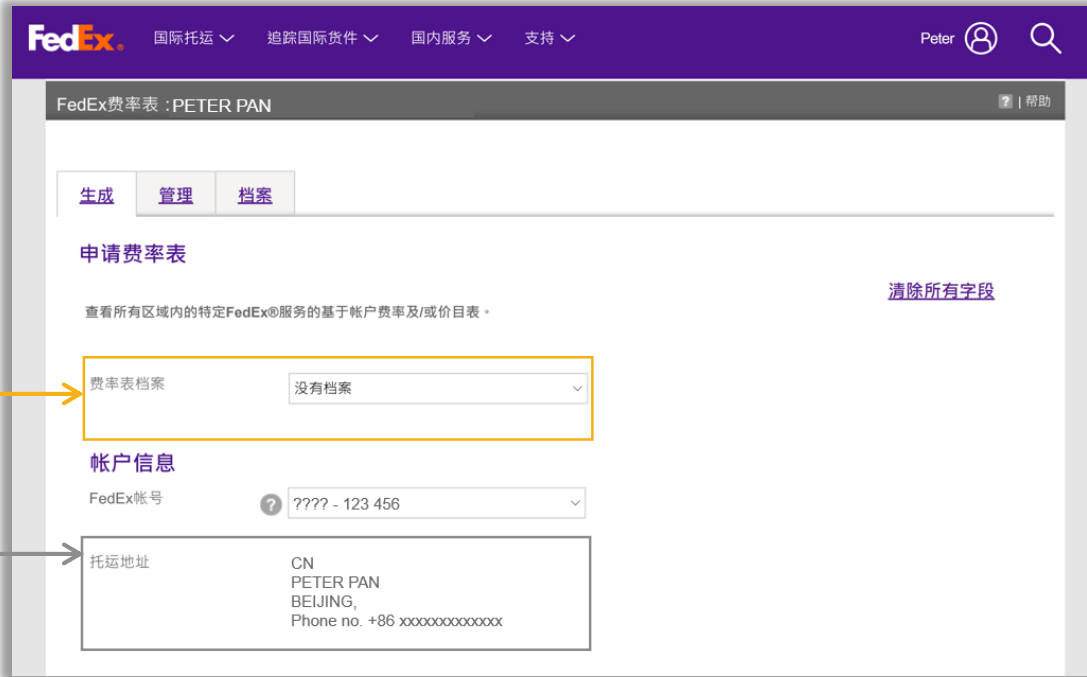 FedEx. 国际托运 追踪国际货件 国内服务 支持 Peter
FedEx费率表 :PETER PAN ? | 帮助
生成 管理 档案
申请费率表
清除所有字段
查看所有区域内的特定FedEx®服务的基于帐户费率及/或价目表。
费率表档案 没有档案
帐户信息
FedEx帐号 ? ???? - 123 456
托运地址 CN
PETER PAN
BEIJING,
Phone no. +86 xxxxxxxxxxxxx